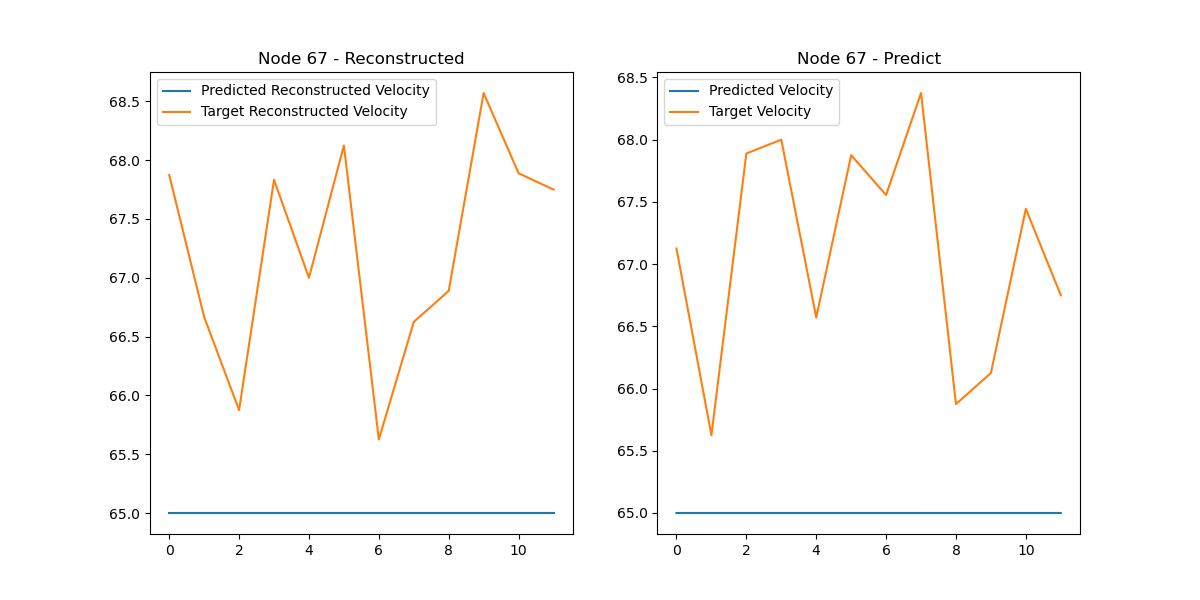 Node 67 - Reconstructed
Predicted Reconstructed Velocity
Target Reconstructed Velocity
68.5
68.0
67.5
67.0
66.5
66.0
65.5
65.0
0 2 4 6 8 10
Node 67 - Predict
Predicted Velocity
Target Velocity
68.5
68.0
67.5
67.0
66.5
66.0
65.5
65.0
0 2 4 6 8 10